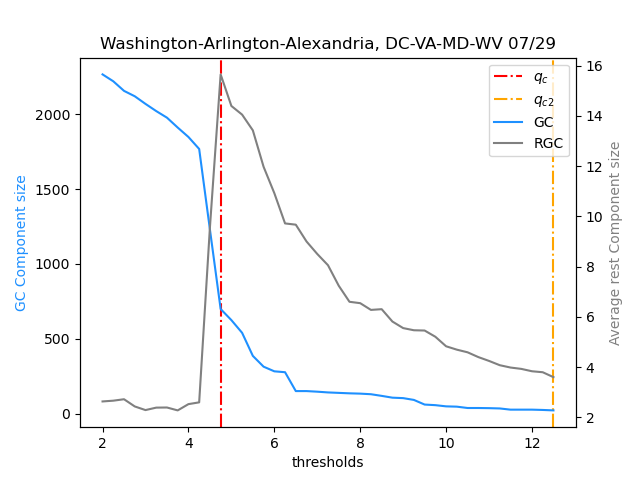 Washington-Arlington-Alexandria, DC-VA-MD-WV 07/29
GC Component size
2000
1500
1000
500
0
16
14
12
10
8
6
4
2
Average rest Component size
q_c
q_c2
GC
RGC
2 4 6 8 10 12
thresholds